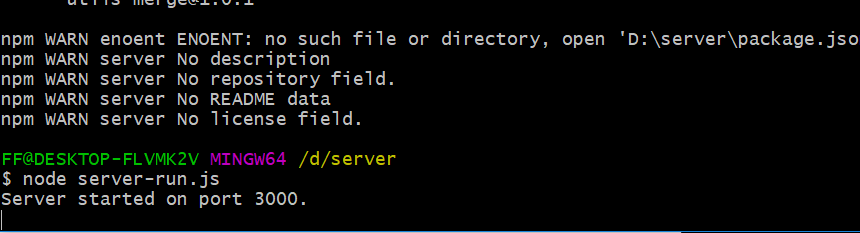 utils-merge@1.0.1
npm WARN enoent ENOENT: no such file or directory, open 'D:\server\package.jso
npm WARN server No description
npm WARN server No repository field.
npm WARN server No README data
npm WARN server No license field.
FF@DESKTOP-FLVMK2V MINGW64 /d/server
$ node server-run.js
Server started on port 3000.